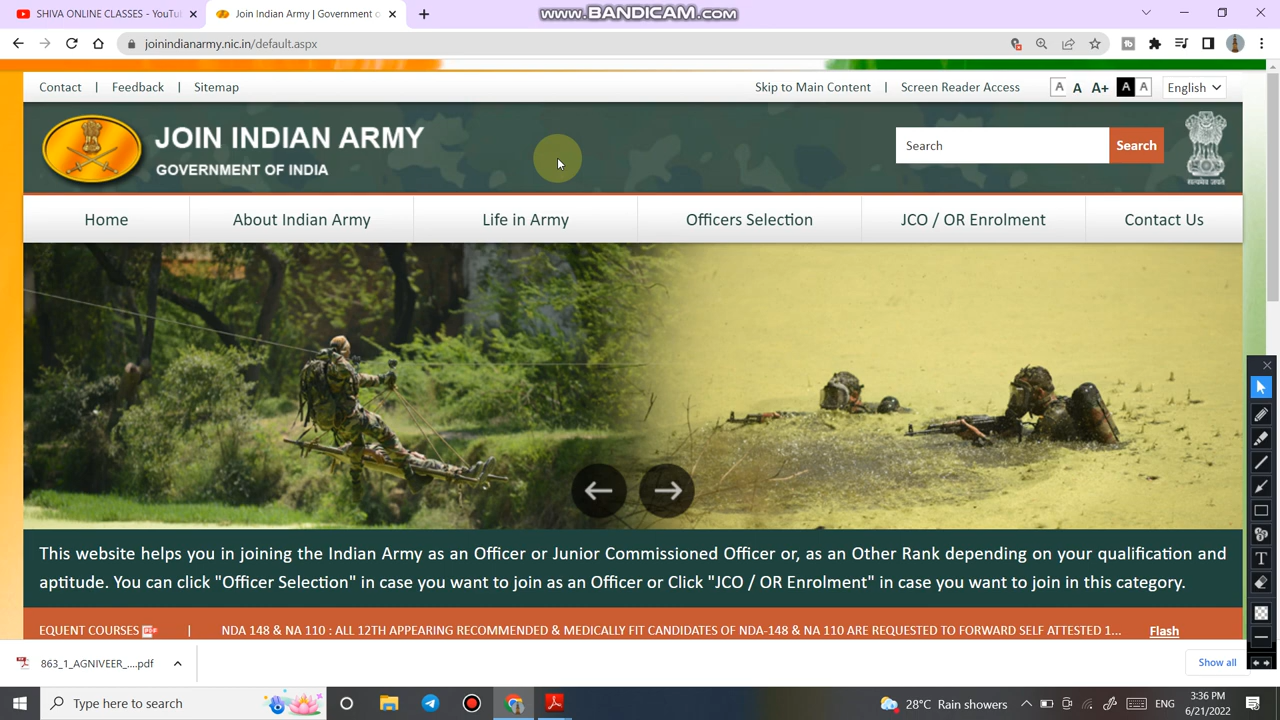 SHIVA ONLINE CLASSES - YouTu
Join Indian Army | Government o
www.BANDICAM.com
joinindianarmy.nic.in/default.aspx
Contact | Feedback | Sitemap
Skip to Main Content | Screen Reader Access
A A A+ A A
English
JOIN INDIAN ARMY
GOVERNMENT OF INDIA
Search
Search
सत्यमेव जयते
Home
About Indian Army
Life in Army
Officers Selection
JCO / OR Enrolment
Contact Us
This website helps you in joining the Indian Army as an Officer or Junior Commissioned Officer or, as an Other Rank depending on your qualification and
aptitude. You can click "Officer Selection" in case you want to join as an Officer or Click "JCO / OR Enrolment" in case you want to join in this category.
EQUENT COURSES | NDA 148 & NA 110 : ALL 12TH APPEARING RECOMMENDED & MEDICALLY FIT CANDIDATES OF NDA-148 & NA 110 ARE REQUESTED TO FORWARD SELF ATTESTED 1...
Flash
863_1_AGNIVEER_....pdf
Show all
Type here to search
28°C Rain showers
ENG
3:36 PM
6/21/2022